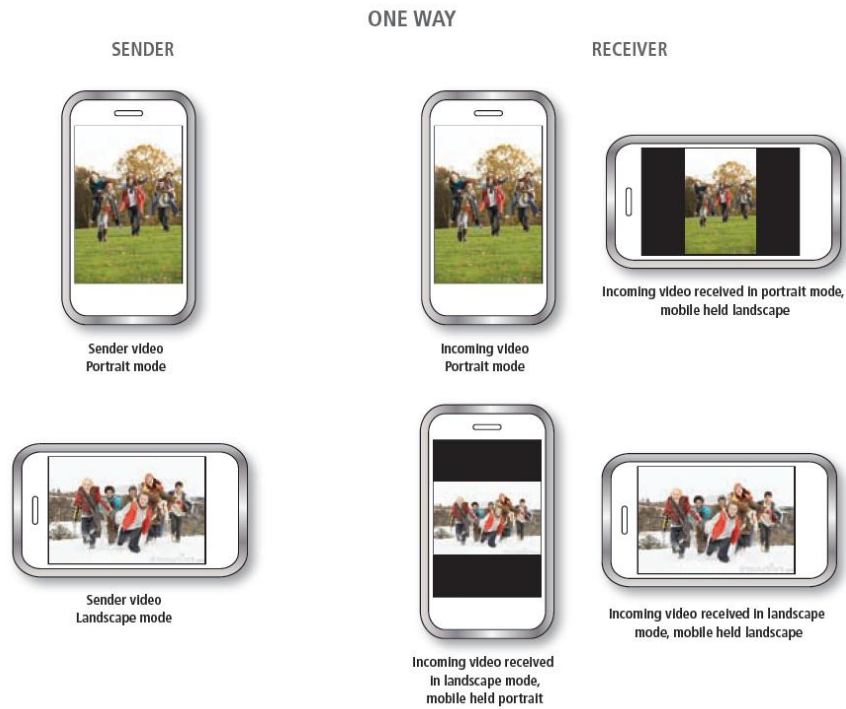 ONE WAY
SENDER
RECEIVER
Sender video
Portrait mode
Incoming video
Portrait mode
Incoming video received in portrait mode,
mobile held landscape
Sender video
Landscape mode
Incoming video received
in landscape mode,
mobile held portrait
Incoming video received in landscape
mode, mobile held landscape